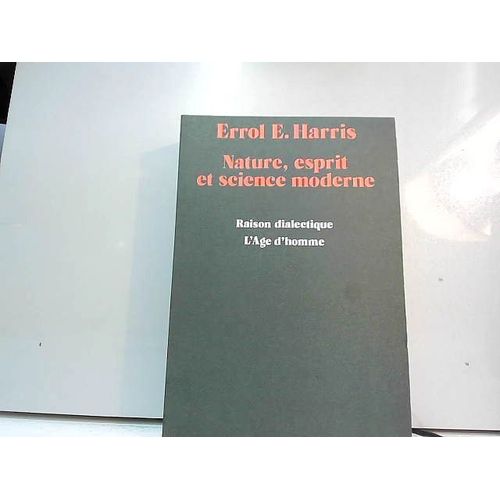 Errol E. Harris
Nature, esprit
et science moderne
Raison dialectique
L'Age d'homme